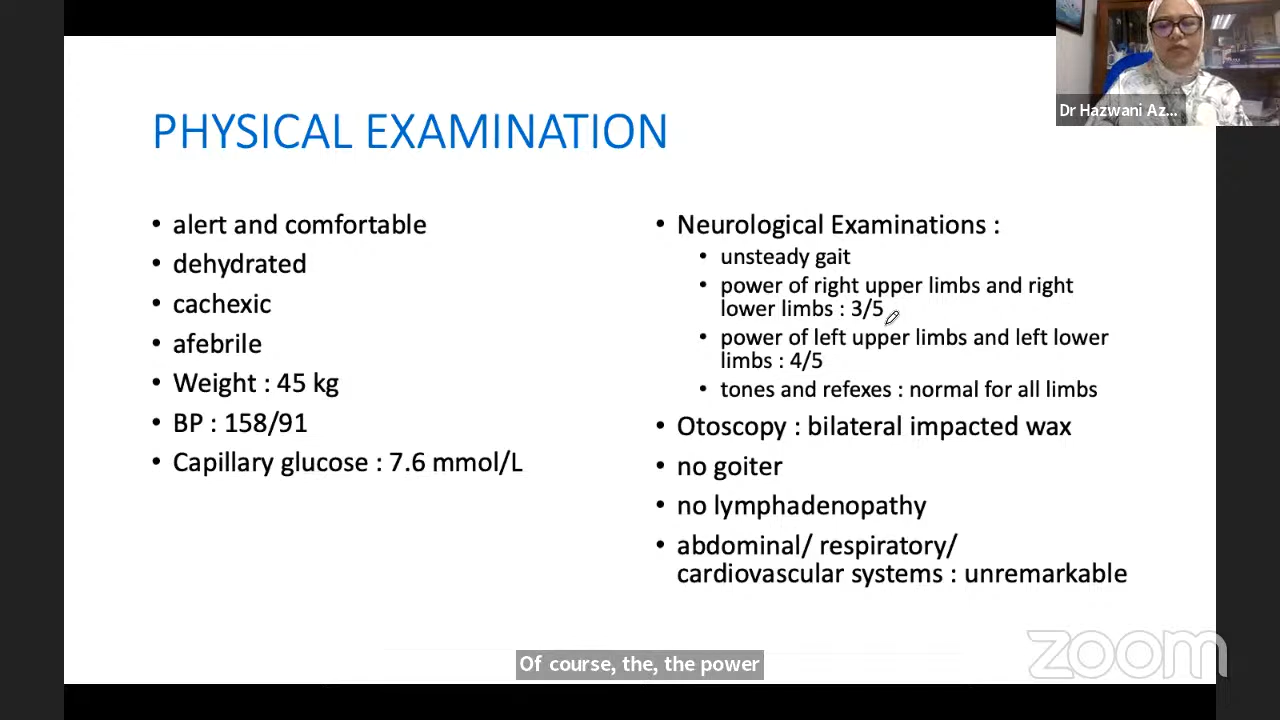 Dr Hazwani Az...
PHYSICAL EXAMINATION
• alert and comfortable
• dehydrated
• cachexic
• afebrile
• Weight : 45 kg
• BP : 158/91
• Capillary glucose : 7.6 mmol/L
• Neurological Examinations :
• unsteady gait
• power of right upper limbs and right
lower limbs : 3/5
• power of left upper limbs and left lower
limbs : 4/5
• tones and refexes : normal for all limbs
• Otoscopy : bilateral impacted wax
• no goiter
• no lymphadenopathy
• abdominal/ respiratory/
cardiovascular systems : unremarkable
Of course, the, the power
zoom